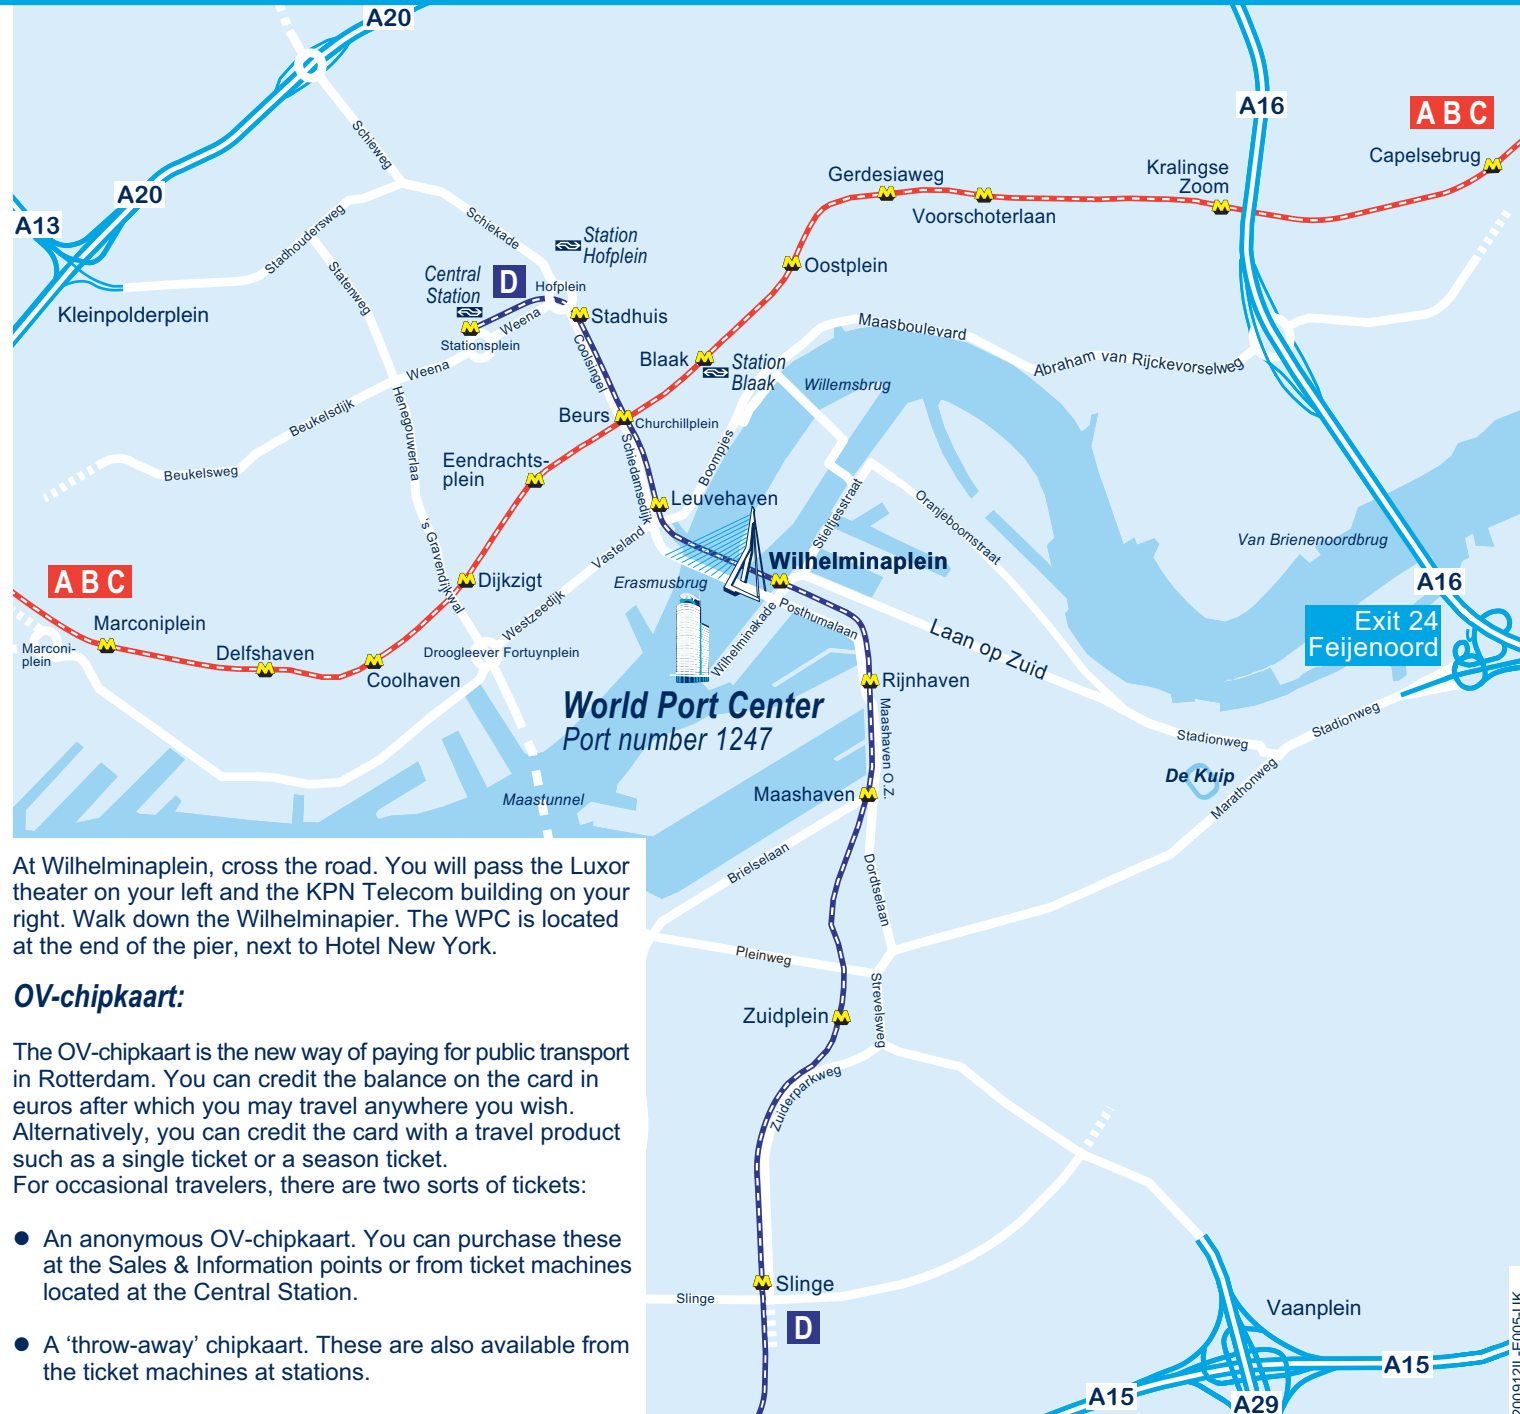 A20
A16
A B C
Capelsebrug
Kralingse
Zoom
Gerdesiaweg
Voorschoterlaan
Schieweg
A20
A13
Stadhoudersweg
Schiekade
Station
Hofplein
Central
Station
D
Hofplein
Oostplein
Statenweg
Kleinpolderplein
Stadhuis
Weena
Stationsplein
Maasboulevard
Coolsingel
Blaak
Station
Blaak
Willemsbrug
Abraham van Rijckevorselweg
Weena
Beukelsdijk
Henegouwerlaa
Beurs
Churchillplein
Beukelsweg
Eendrachts-
plein
Schiedamsedijk
Boompjes
Leuvehaven
Stieltjesstraat
Oranjeboomstraat
's Gravendijkwal
Vasteland
Van Brienenoordbrug
Wilhelminaplein
Erasmusbrug
A16
A B C
Dijkzigt
Westzeedijk
Wilhelminakade
Posthumalaan
Laan op Zuid
Exit 24
Feijenoord
Marconiplein
Marconi-
plein
Delfshaven
Coolhaven
Droogleever Fortuynplein
Rijnhaven
World Port Center
Port number 1247
Maashaven O.Z.
Stadionweg
Stadionweg
De Kuip
Marathonweg
Maastunnel
Maashaven
Brielselaan
Dordtselaan
Pleinweg
Strevelsweg
Zuidplein
Zuiderparkweg
Slinge
Slinge
D
Vaanplein
A15
A15
A29
At Wilhelminaplein, cross the road. You will pass the Luxor
theater on your left and the KPN Telecom building on your
right. Walk down the Wilhelminapier. The WPC is located
at the end of the pier, next to Hotel New York.
OV-chipkaart:
The OV-chipkaart is the new way of paying for public transport
in Rotterdam. You can credit the balance on the card in
euros after which you may travel anywhere you wish.
Alternatively, you can credit the card with a travel product
such as a single ticket or a season ticket.
For occasional travelers, there are two sorts of tickets:
● An anonymous OV-chipkaart. You can purchase these
at the Sales & Information points or from ticket machines
located at the Central Station.
● A ‘throw-away’ chipkaart. These are also available from
the ticket machines at stations.